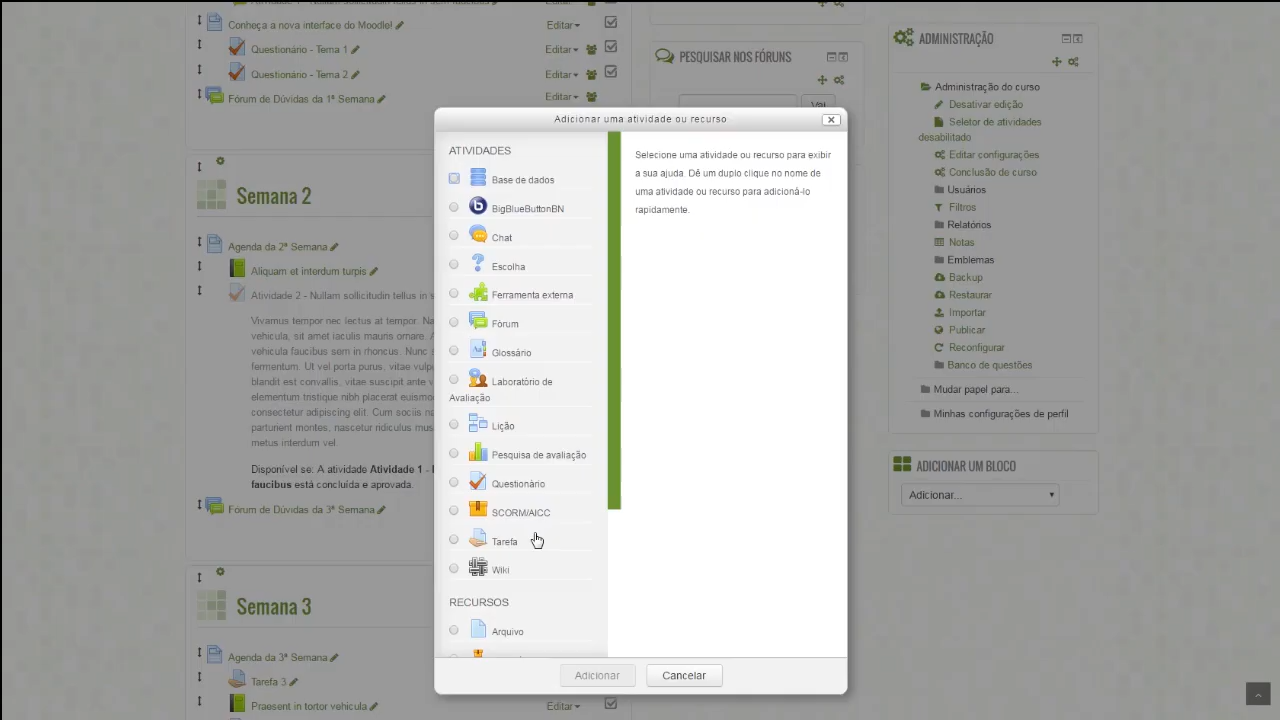 Conheça a nova interface do Moodle!
Editar
Questionário - Tema 1
Editar
Questionário - Tema 2
Editar
Fórum de Dúvidas da 1ª Semana
Editar
Semana 2
Agenda da 2ª Semana
Aliquam et interdum turpis
Atividade 2 - Nullam sollicitudin tellus in s
Vivamus tempor nec lectus at tempor. Na
vehicula, sit amet iaculis mauris ornare.
vehicula faucibus sem in rhoncus. Nunc s
fermentum. Ut vel porta purus, vitae vulpu
blandit est convallis, vitae suscipit ante v
elementum tristique nibh placerat euismo
consectetur adipiscing elit. Cum sociis na
parturient montes, nascetur ridiculus mus
metus interdum vel.
Disponível se: A atividade Atividade 1 -
faucibus está concluída e aprovada.
Fórum de Dúvidas da 3ª Semana
Semana 3
Agenda da 3ª Semana
Tarefa 3
Praesent in tortor vehicula
Editar
Adicionar uma atividade ou recurso
ATIVIDADES
Base de dados
BigBlueButtonBN
Chat
Escolha
Ferramenta externa
Fórum
Glossário
Laboratório de
Avaliação
Lição
Pesquisa de avaliação
Questionário
SCORM/AICC
Tarefa
Wiki
RECURSOS
Arquivo
Selecione uma atividade ou recurso para exibir
a sua ajuda. Dê um duplo clique no nome de
uma atividade ou recurso para adicioná-lo
rapidamente.
Adicionar
Cancelar
PESQUISAR NOS FÓRUNS
Vai
ADMINISTRAÇÃO
Administração do curso
Desativar edição
Seletor de atividades
desabilitado
Editar configurações
Conclusão de curso
Usuários
Filtros
Relatórios
Notas
Emblemas
Backup
Restaurar
Importar
Publicar
Reconfigurar
Banco de questões
Mudar papel para...
Minhas configurações de perfil
ADICIONAR UM BLOCO
Adicionar...